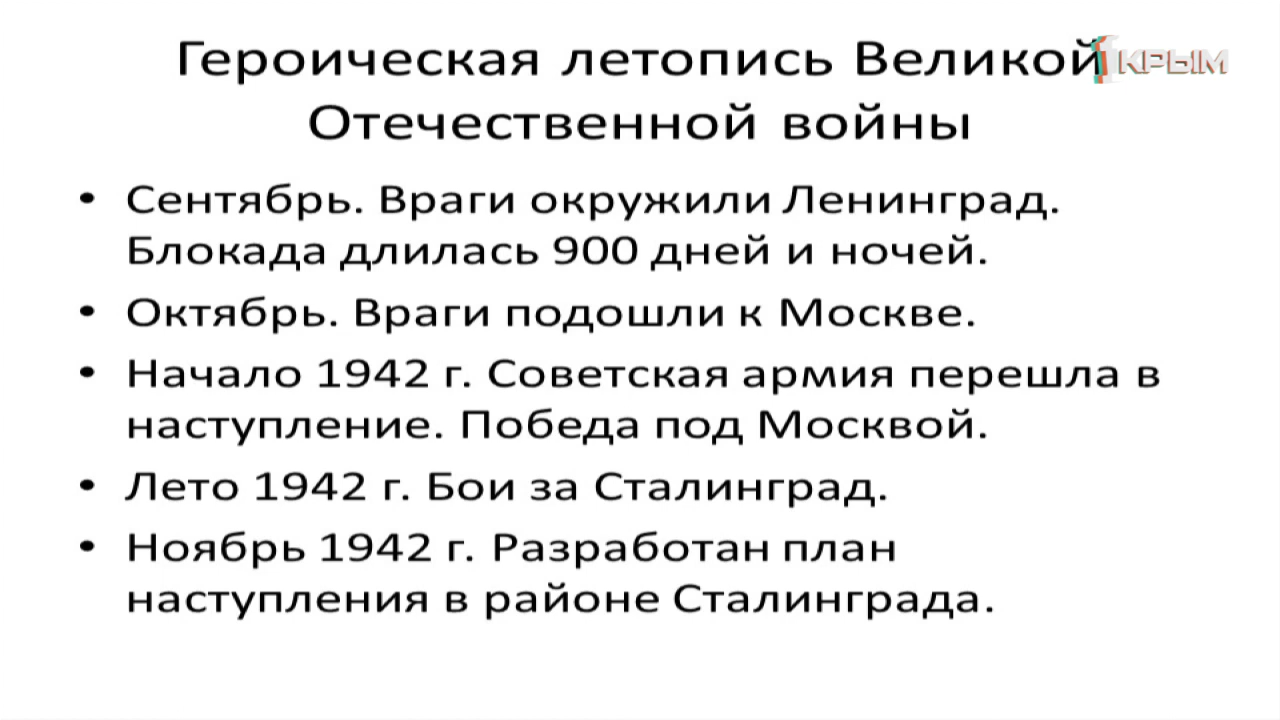 Героическая летопись Великой
1 КРЫМ
Отечественной войны
• Сентябрь. Враги окружили Ленинград.
Блокада длилась 900 дней и ночей.
• Октябрь. Враги подошли к Москве.
• Начало 1942 г. Советская армия перешла в
наступление. Победа под Москвой.
• Лето 1942 г. Бои за Сталинград.
• Ноябрь 1942 г. Разработан план
наступления в районе Сталинграда.